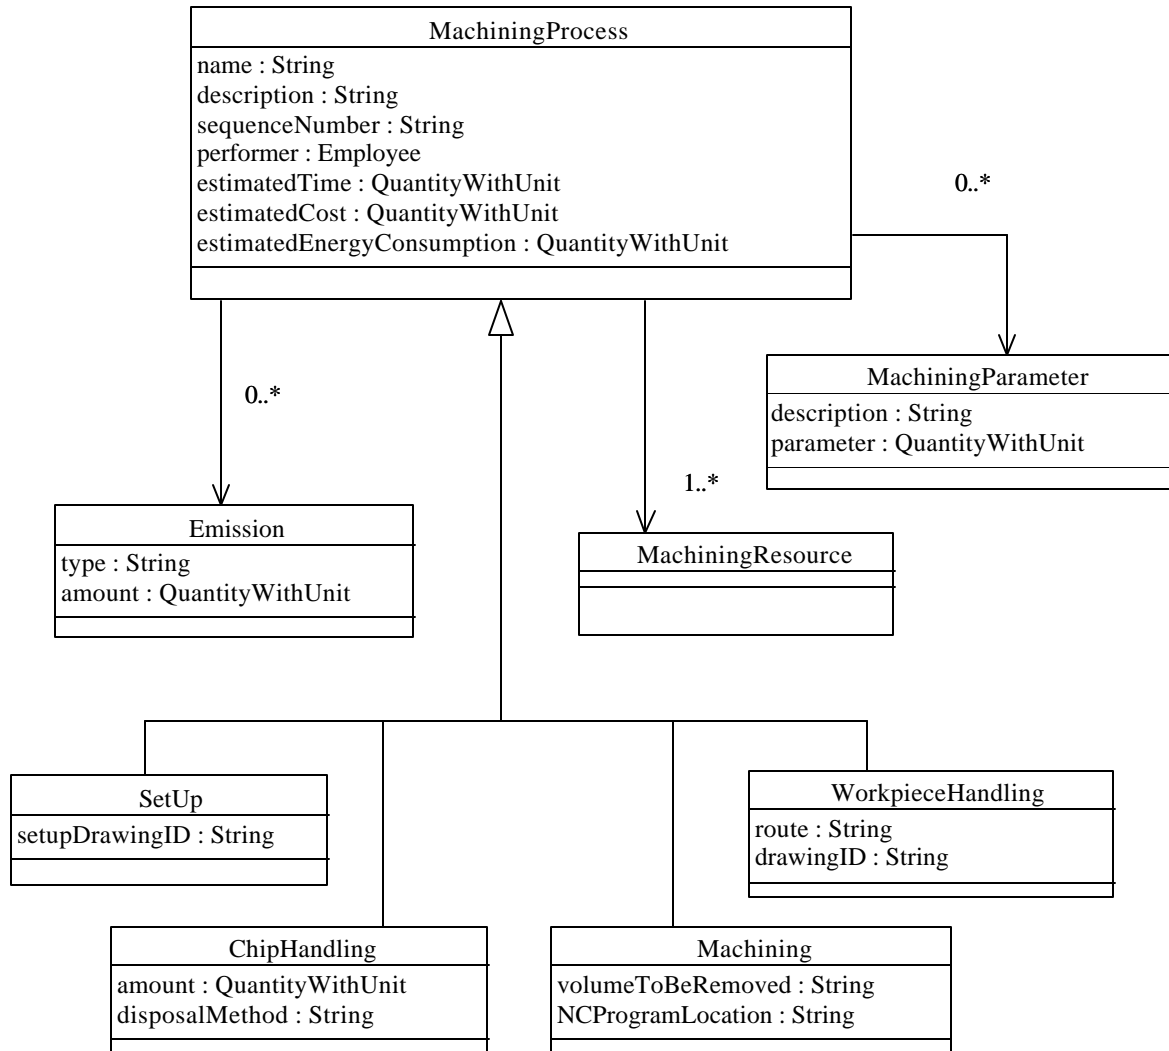 MachiningProcess
name : String
description : String
sequenceNumber : String
performer : Employee
estimatedTime : QuantityWithUnit
estimatedCost : QuantityWithUnit
estimatedEnergyConsumption : QuantityWithUnit
0..*
MachiningParameter
description : String
parameter : QuantityWithUnit
0..*
1..*
Emission
type : String
amount : QuantityWithUnit
MachiningResource
SetUp
setupDrawingID : String
WorkpieceHandling
route : String
drawingID : String
ChipHandling
amount : QuantityWithUnit
disposalMethod : String
Machining
volumeToBeRemoved : String
NCProgramLocation : String